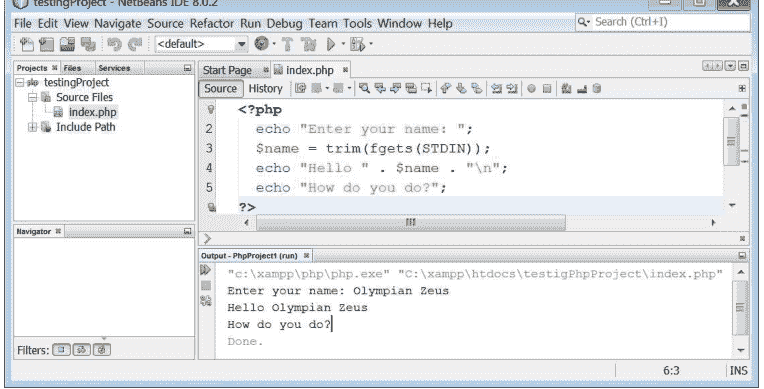 testingProject - NetBeans IDE 8.0.2
File Edit View Navigate Source Refactor Run Debug Team Tools Window Help
Search (Ctrl+I)
<default>
Projects Files Services
Start Page index.php
testingProject
Source History
Source Files
index.php
Include Path
<?php
2 echo "Enter your name: ";
3 $name = trim(fgets(STDIN));
4 echo "Hello " . $name . "\n";
5 echo "How do you do?";
?>
Navigator
Filters:
Output - PhpProject1 (run)
"c:\xampp\php\php.exe" "C:\xampp\htdocs\testigPhpProject\index.php"
Enter your name: Olympian Zeus
Hello Olympian Zeus
How do you do?
Done.
6:3 INS